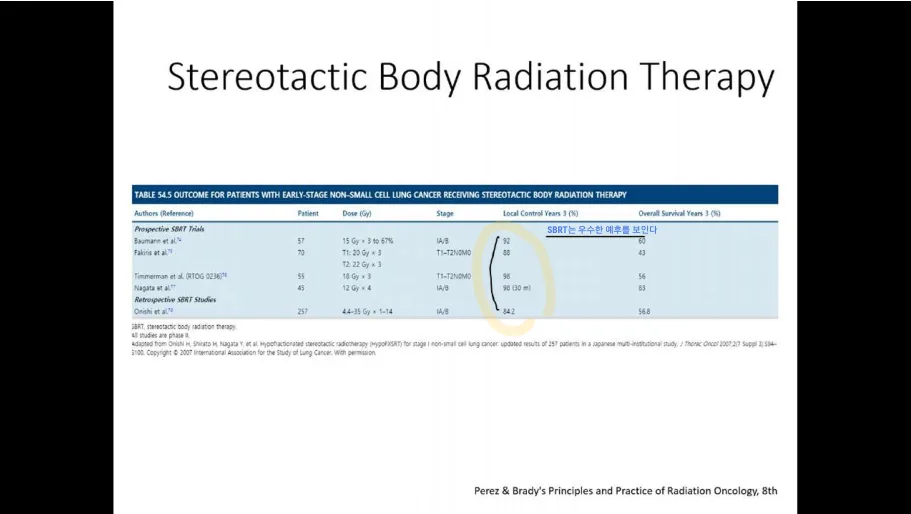 Stereotactic Body Radiation Therapy
TABLE 54.5 OUTCOME FOR PATIENTS WITH EARLY-STAGE NON–SMALL CELL LUNG CANCER RECEIVING STEREOTACTIC BODY RADIATION THERAPY
Authors (Reference) Patient Dose (Gy) Stage Local Control Years 3 (%) Overall Survival Years 3 (%)
Prospective SBRT Trials
SBRT는 우수한 예후를 보인다
Baumann et al.74 57 15 Gy × 3 to 67% IA/B 92 60
Fakiris et al.75 70 T1: 20 Gy × 3 T1–T2N0M0 88 43
T2: 22 Gy × 3
Timmerman et al. (RTOG 0236)76 55 18 Gy × 3 T1–T2N0M0 98 56
Nagata et al.77 45 12 Gy × 4 IA/B 98 (30 m) 83
Retrospective SBRT Studies
Onishi et al.78 257 4.4–35 Gy × 1–14 IA/B 84.2 56.8
SBRT, stereotactic body radiation therapy.
All studies are phase II.
Adapted from Onishi H, Shirato H, Nagata Y, et al. Hypofractionated stereotactic radiotherapy (HypoFXSRT) for stage I non-small cell lung cancer: updated results of 257 patients in a Japanese multi-institutional study. J Thorac Oncol 2007;2(7 Suppl 3):S94–
S100. Copyright © 2007 International Association for the Study of Lung Cancer. With permission.
Perez & Brady's Principles and Practice of Radiation Oncology, 8th